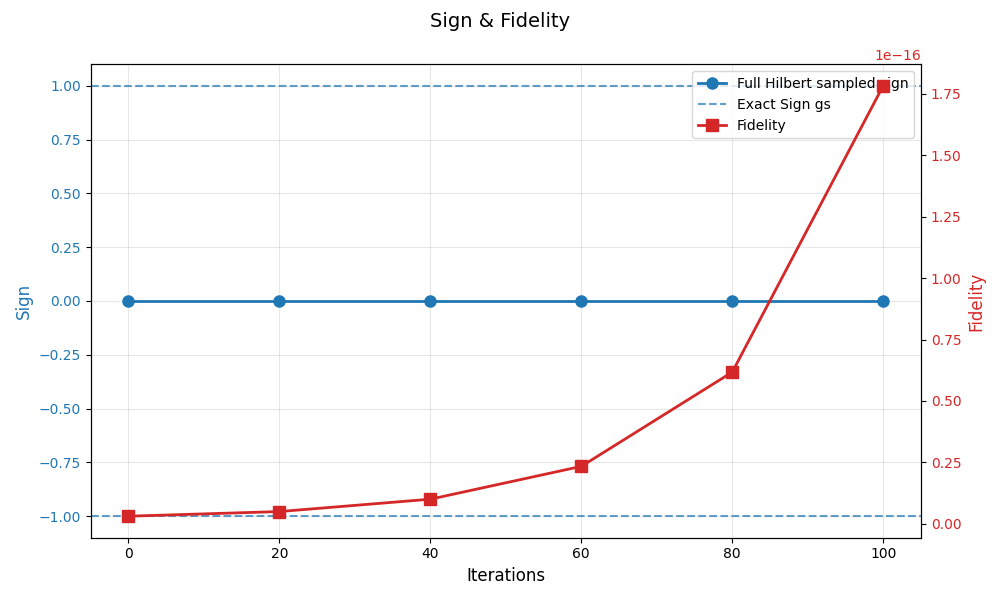 Sign & Fidelity
1e−16
Full Hilbert sampled sign
Exact Sign gs
Fidelity
1.00
0.75
0.50
0.25
0.00
−0.25
−0.50
−0.75
−1.00
Sign
1.75
1.50
1.25
1.00
0.75
0.50
0.25
0.00
Fidelity
0 20 40 60 80 100
Iterations